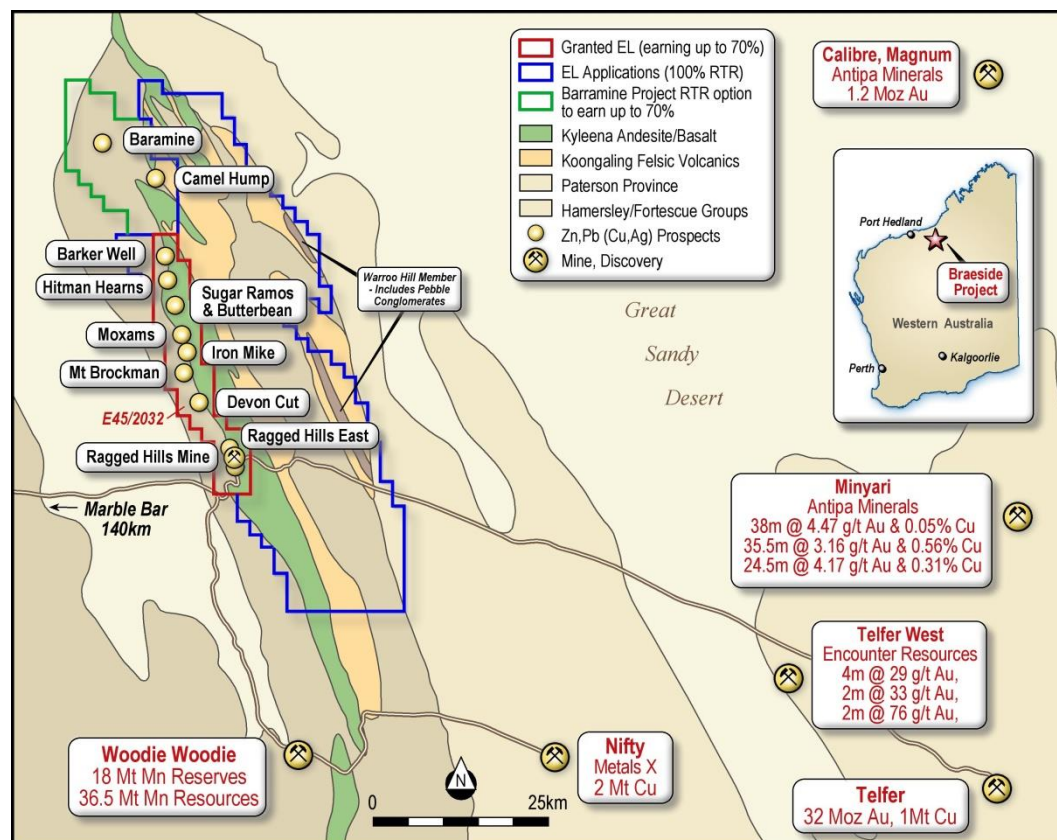 Granted EL (earning up to 70%)
EL Applications (100% RTR)
Barramine Project RTR option
to earn up to 70%
Kyleena Andesite/Basalt
Koongaling Felsic Volcanics
Paterson Province
Hamersley/Fortescue Groups
Zn,Pb (Cu,Ag) Prospects
Mine, Discovery
Calibre, Magnum
Antipa Minerals
1.2 Moz Au
Baramine
Camel Hump
Barker Well
Hitman Hearns
Sugar Ramos
& Butterbean
Moxams
Iron Mike
Mt Brockman
E45/2032
Devon Cut
Ragged Hills East
Ragged Hills Mine
Marble Bar
140km
Warroo Hill Member
- Includes Pebble
Conglomerates
Great
Sandy
Desert
Port Hedland
Braeside
Project
Western Australia
Perth
Kalgoorlie
Minyari
Antipa Minerals
38m @ 4.47 g/t Au & 0.05% Cu
35.5m @ 3.16 g/t Au & 0.56% Cu
24.5m @ 4.17 g/t Au & 0.31% Cu
Telfer West
Encounter Resources
4m @ 29 g/t Au,
2m @ 33 g/t Au,
2m @ 76 g/t Au,
Woodie Woodie
18 Mt Mn Reserves
36.5 Mt Mn Resources
Nifty
Metals X
2 Mt Cu
Telfer
32 Moz Au, 1Mt Cu
N
0
25km